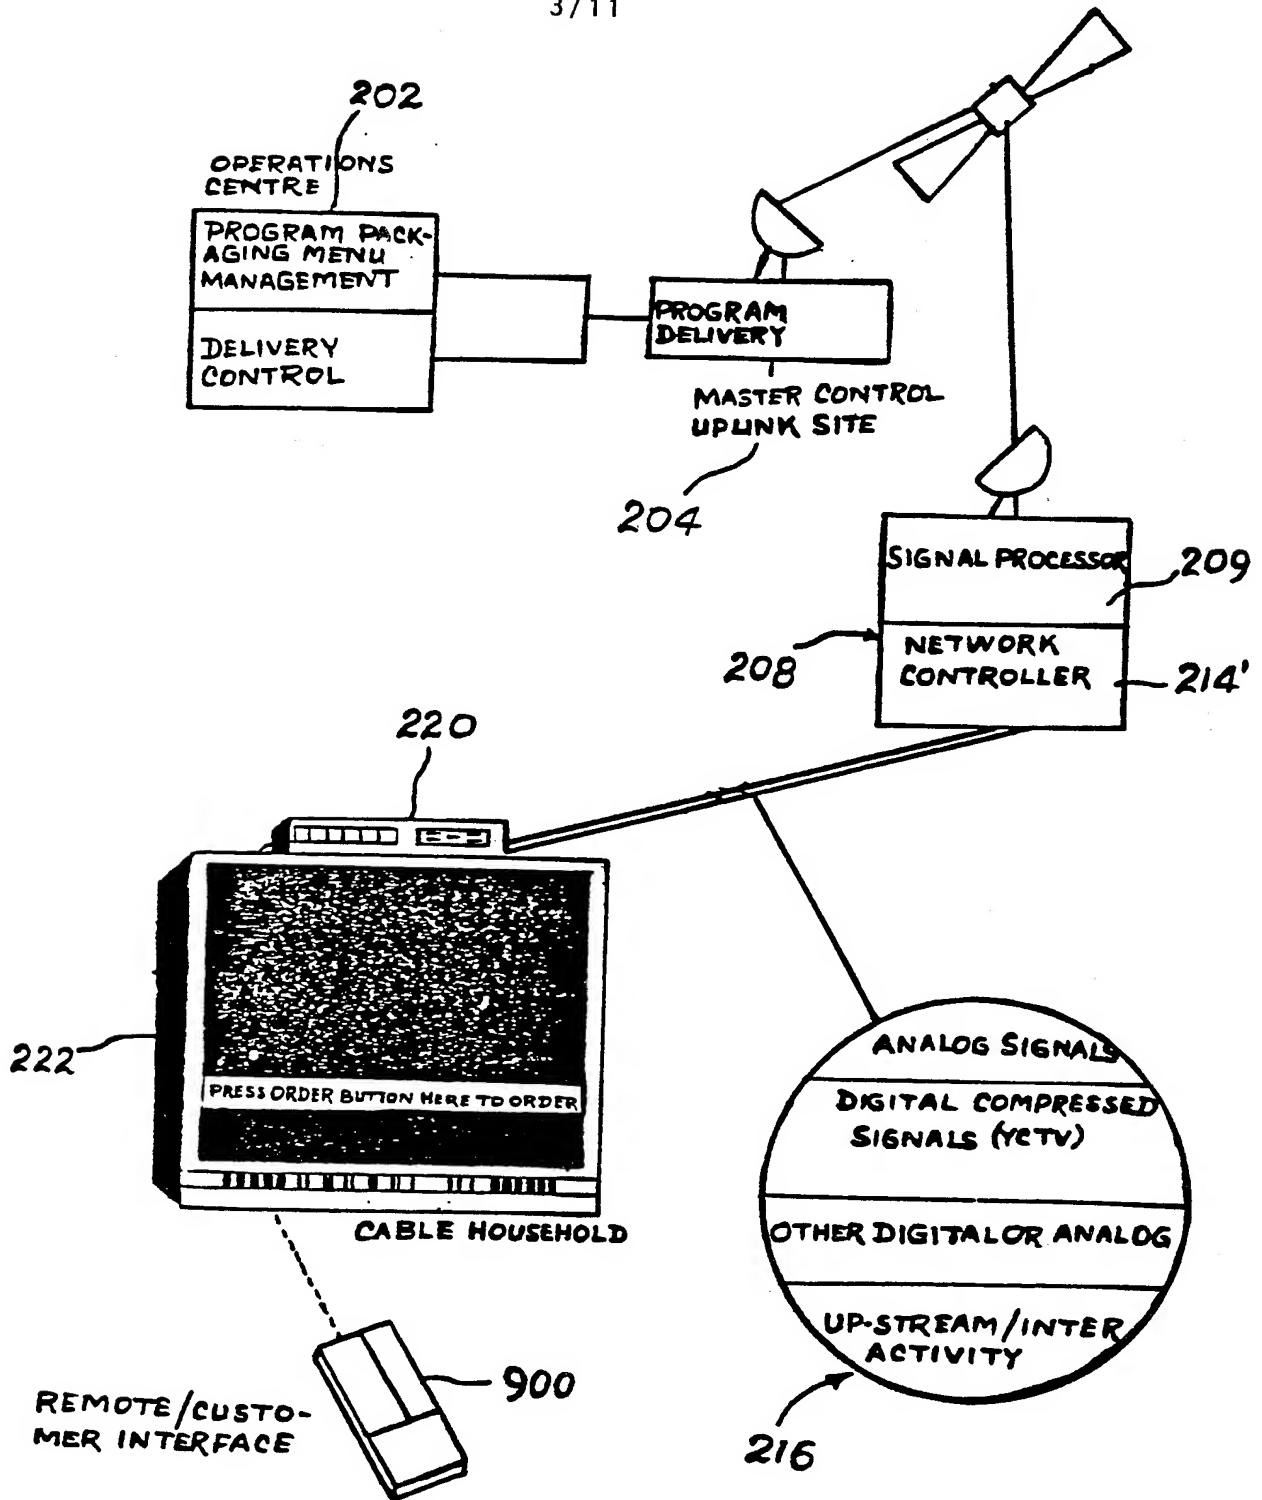 3/11
202
OPERATIONS
CENTRE
PROGRAM PACK-
AGING MENU
MANAGEMENT
DELIVERY
CONTROL
PROGRAM
DELIVERY
MASTER CONTROL
UPLINK SITE
204
SIGNAL PROCESSOR
209
208
NETWORK
CONTROLLER
214'
220
222
PRESS ORDER BUTTON HERE TO ORDER
CABLE HOUSEHOLD
ANALOG SIGNALS
DIGITAL COMPRESSED
SIGNALS (YCTV)
OTHER DIGITAL OR ANALOG
UP-STREAM/INTER
ACTIVITY
216
900
REMOTE/CUSTO-
MER INTERFACE